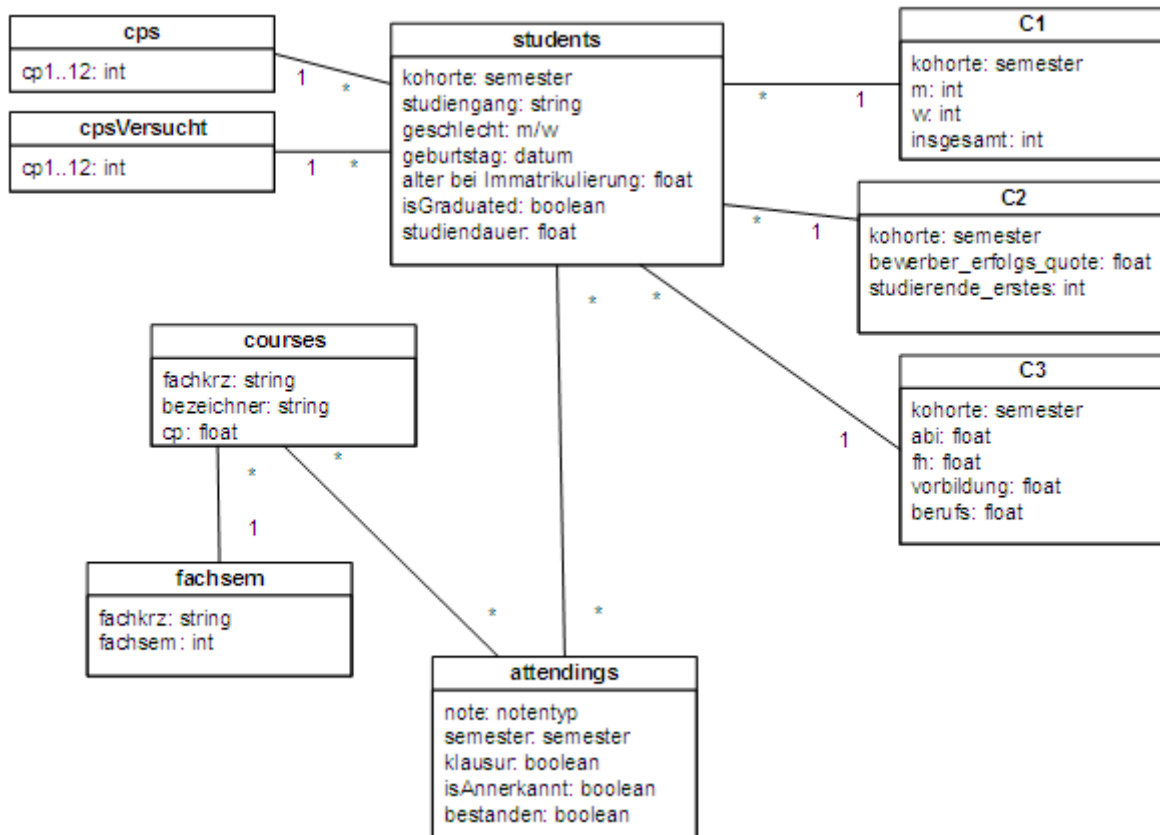 cps
cp1..12: int
1
*
cpsVersucht
cp1..12: int
1
*
students
kohorte: semester
studiengang: string
geschlecht: m/w
geburtstag: datum
alter bei Immatrikulierung: float
isGraduated: boolean
studiendauer: float
*
1
C1
kohorte: semester
m: int
w: int
insgesamt: int
*
1
C2
kohorte: semester
bewerber_erfolgs_quote: float
studierende_erstes: int
*
*
1
C3
kohorte: semester
abi: float
fh: float
vorbildung: float
berufs: float
courses
fachkrz: string
bezeichner: string
cp: float
*
*
1
fachsem
fachkrz: string
fachsem: int
*
*
attendings
note: notentyp
semester: semester
klausur: boolean
isAnnerkannt: boolean
bestanden: boolean